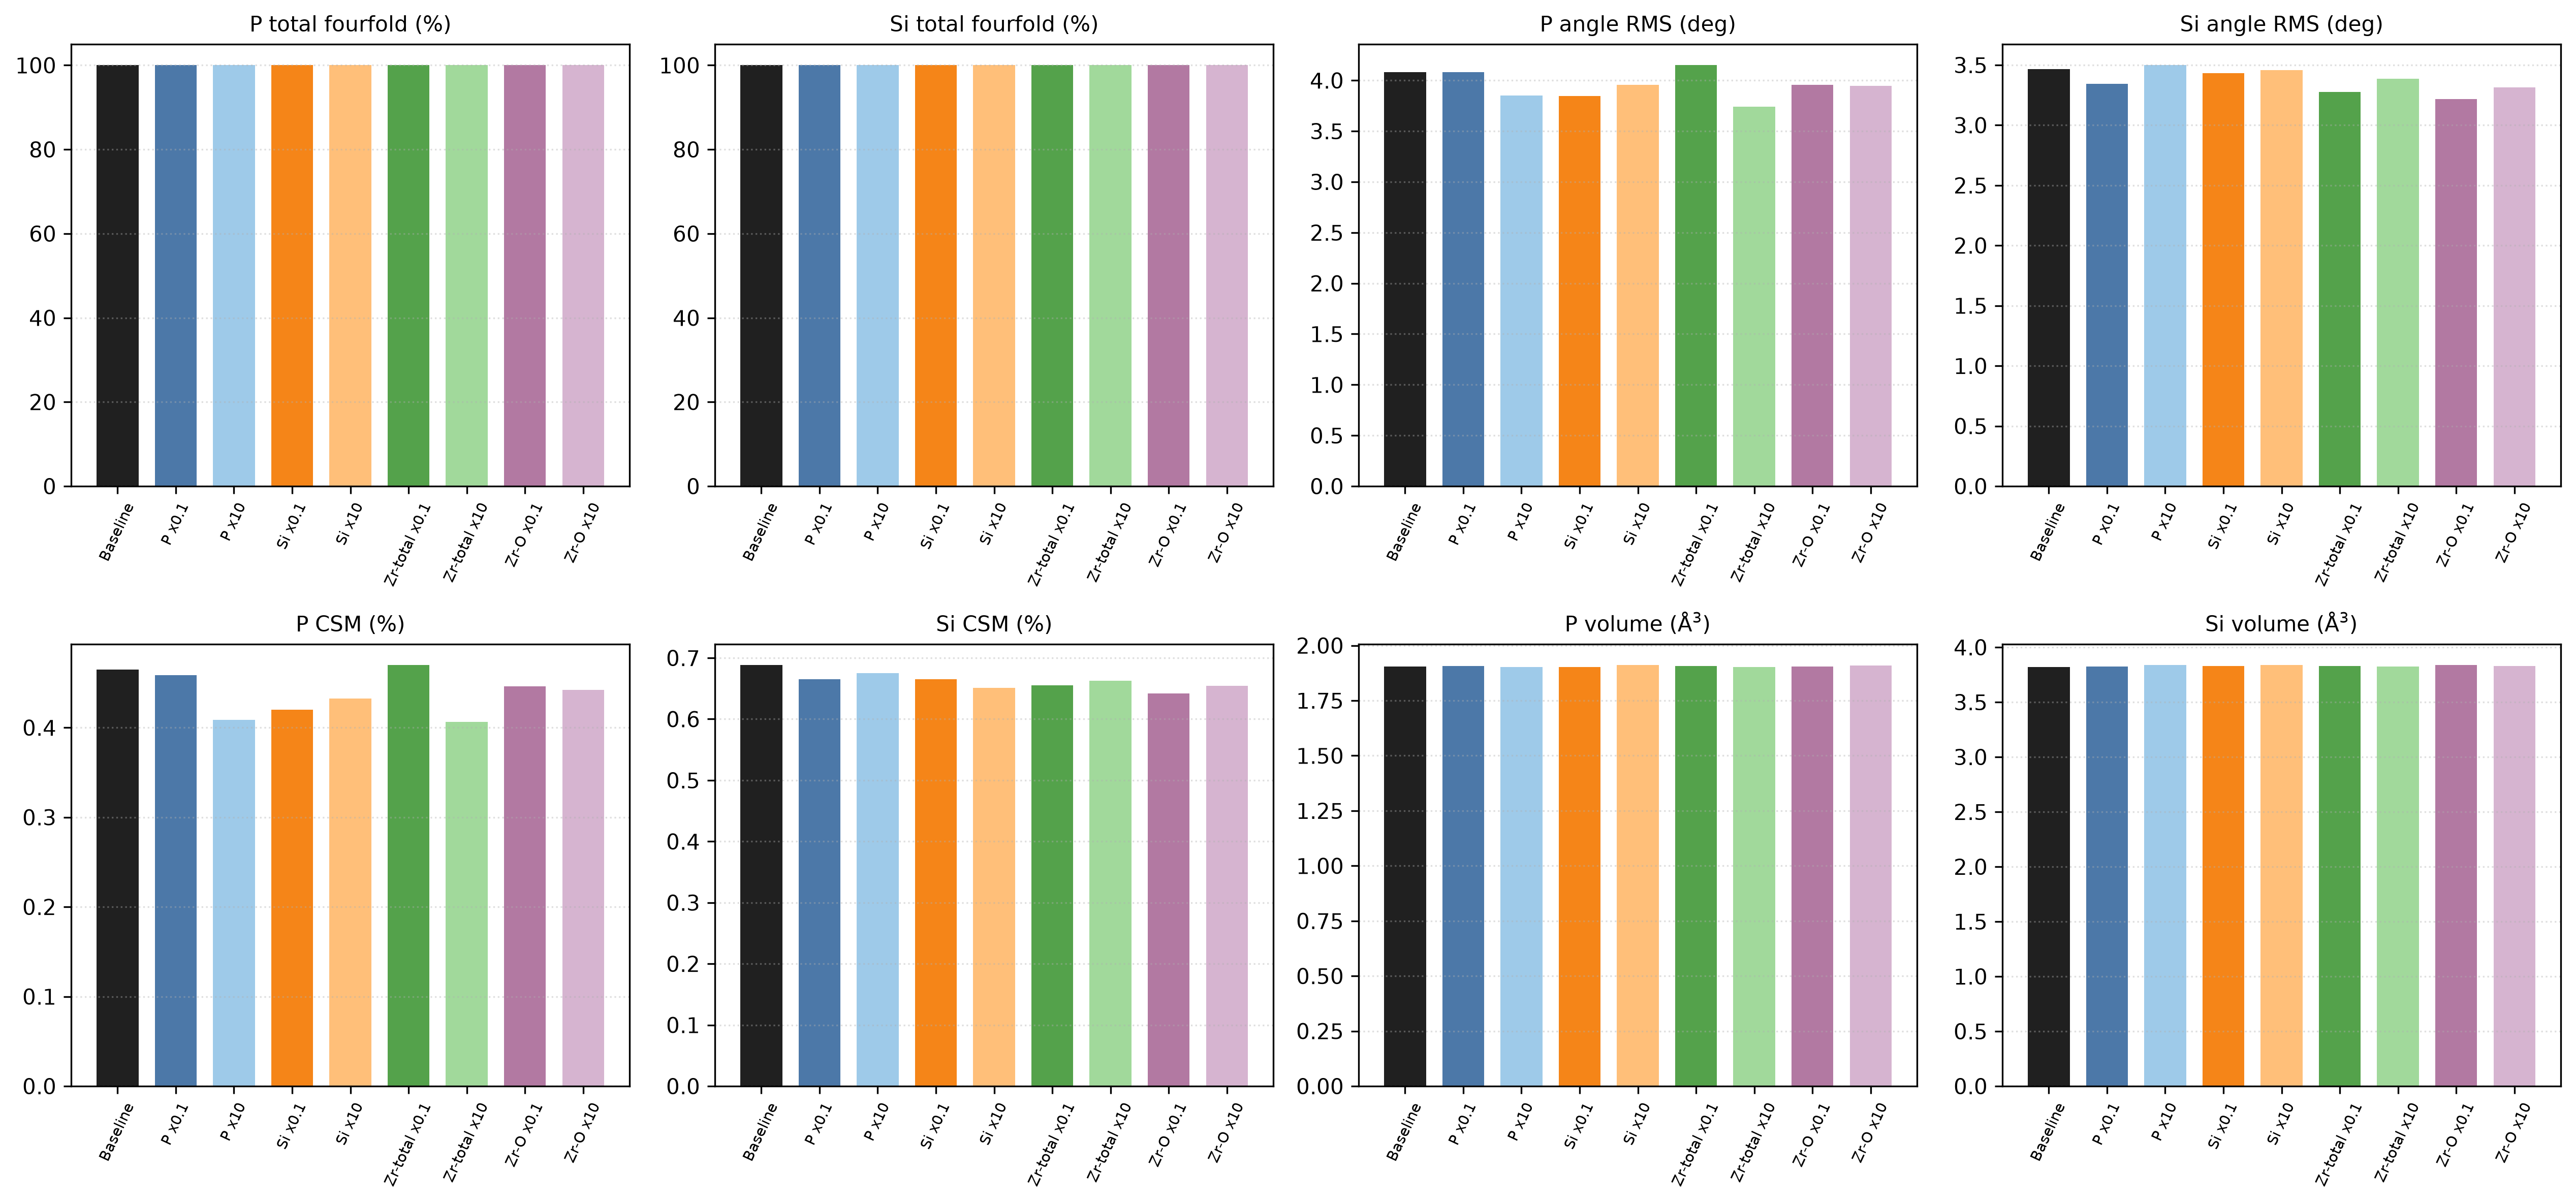 P total fourfold (%)
100
80
60
40
20
0
Baseline
P x0.1
P x10
Si x0.1
Si x10
Zr-total x0.1
Zr-total x10
Zr-O x0.1
Zr-O x10
Si total fourfold (%)
100
80
60
40
20
0
Baseline
P x0.1
P x10
Si x0.1
Si x10
Zr-total x0.1
Zr-total x10
Zr-O x0.1
Zr-O x10
P angle RMS (deg)
4.0
3.5
3.0
2.5
2.0
1.5
1.0
0.5
0.0
Baseline
P x0.1
P x10
Si x0.1
Si x10
Zr-total x0.1
Zr-total x10
Zr-O x0.1
Zr-O x10
Si angle RMS (deg)
3.5
3.0
2.5
2.0
1.5
1.0
0.5
0.0
Baseline
P x0.1
P x10
Si x0.1
Si x10
Zr-total x0.1
Zr-total x10
Zr-O x0.1
Zr-O x10
P CSM (%)
0.4
0.3
0.2
0.1
0.0
Baseline
P x0.1
P x10
Si x0.1
Si x10
Zr-total x0.1
Zr-total x10
Zr-O x0.1
Zr-O x10
Si CSM (%)
0.7
0.6
0.5
0.4
0.3
0.2
0.1
0.0
Baseline
P x0.1
P x10
Si x0.1
Si x10
Zr-total x0.1
Zr-total x10
Zr-O x0.1
Zr-O x10
P volume (Å³)
2.00
1.75
1.50
1.25
1.00
0.75
0.50
0.25
0.00
Baseline
P x0.1
P x10
Si x0.1
Si x10
Zr-total x0.1
Zr-total x10
Zr-O x0.1
Zr-O x10
Si volume (Å³)
4.0
3.5
3.0
2.5
2.0
1.5
1.0
0.5
0.0
Baseline
P x0.1
P x10
Si x0.1
Si x10
Zr-total x0.1
Zr-total x10
Zr-O x0.1
Zr-O x10